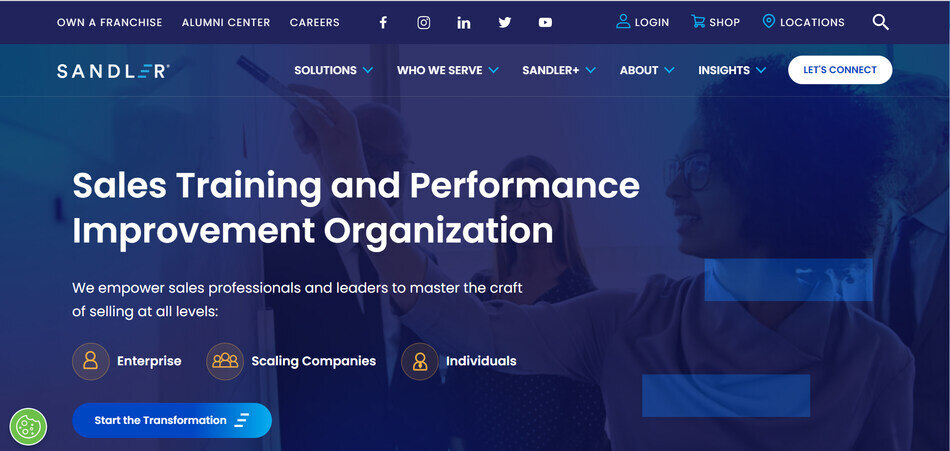 OWN A FRANCHISE ALUMNI CENTER CAREERS LOGIN SHOP LOCATIONS
SANDLER® SOLUTIONS WHO WE SERVE SANDLER+ ABOUT INSIGHTS LET'S CONNECT
Sales Training and Performance
Improvement Organization
We empower sales professionals and leaders to master the craft
of selling at all levels:
Enterprise Scaling Companies Individuals
Start the Transformation